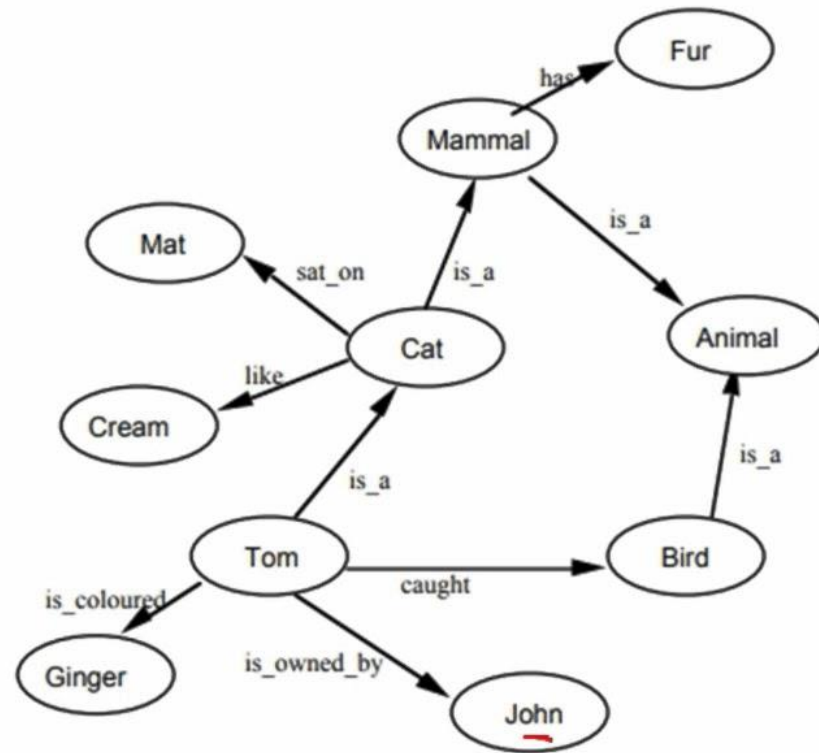 Fur
has
Mammal
is_a
Mat
sat_on
is_a
Animal
Cat
like
Cream
is_a
is_a
Tom
Bird
caught
is_coloured
is_owned_by
Ginger
John